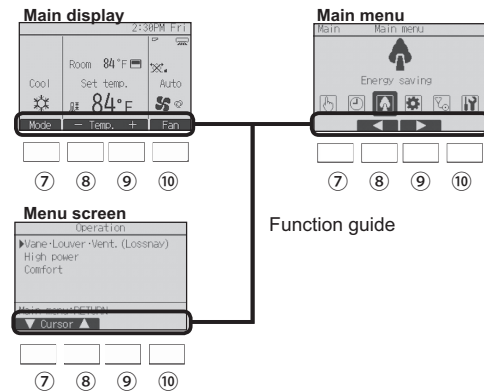 Main display
2:30PM Fri
Room 84°F
Cool Set temp. Auto
84°F
Mode − Temp. + Fan
⑦ ⑧ ⑨ ⑩
Main menu
Main Main menu
Energy saving
⑦ ⑧ ⑨ ⑩
Function guide
Menu screen
Operation
Vane·Louver·Vent.(Lossnay)
High power
Comfort
Main menu:RETURN
▼ Cursor ▲
⑦ ⑧ ⑨ ⑩